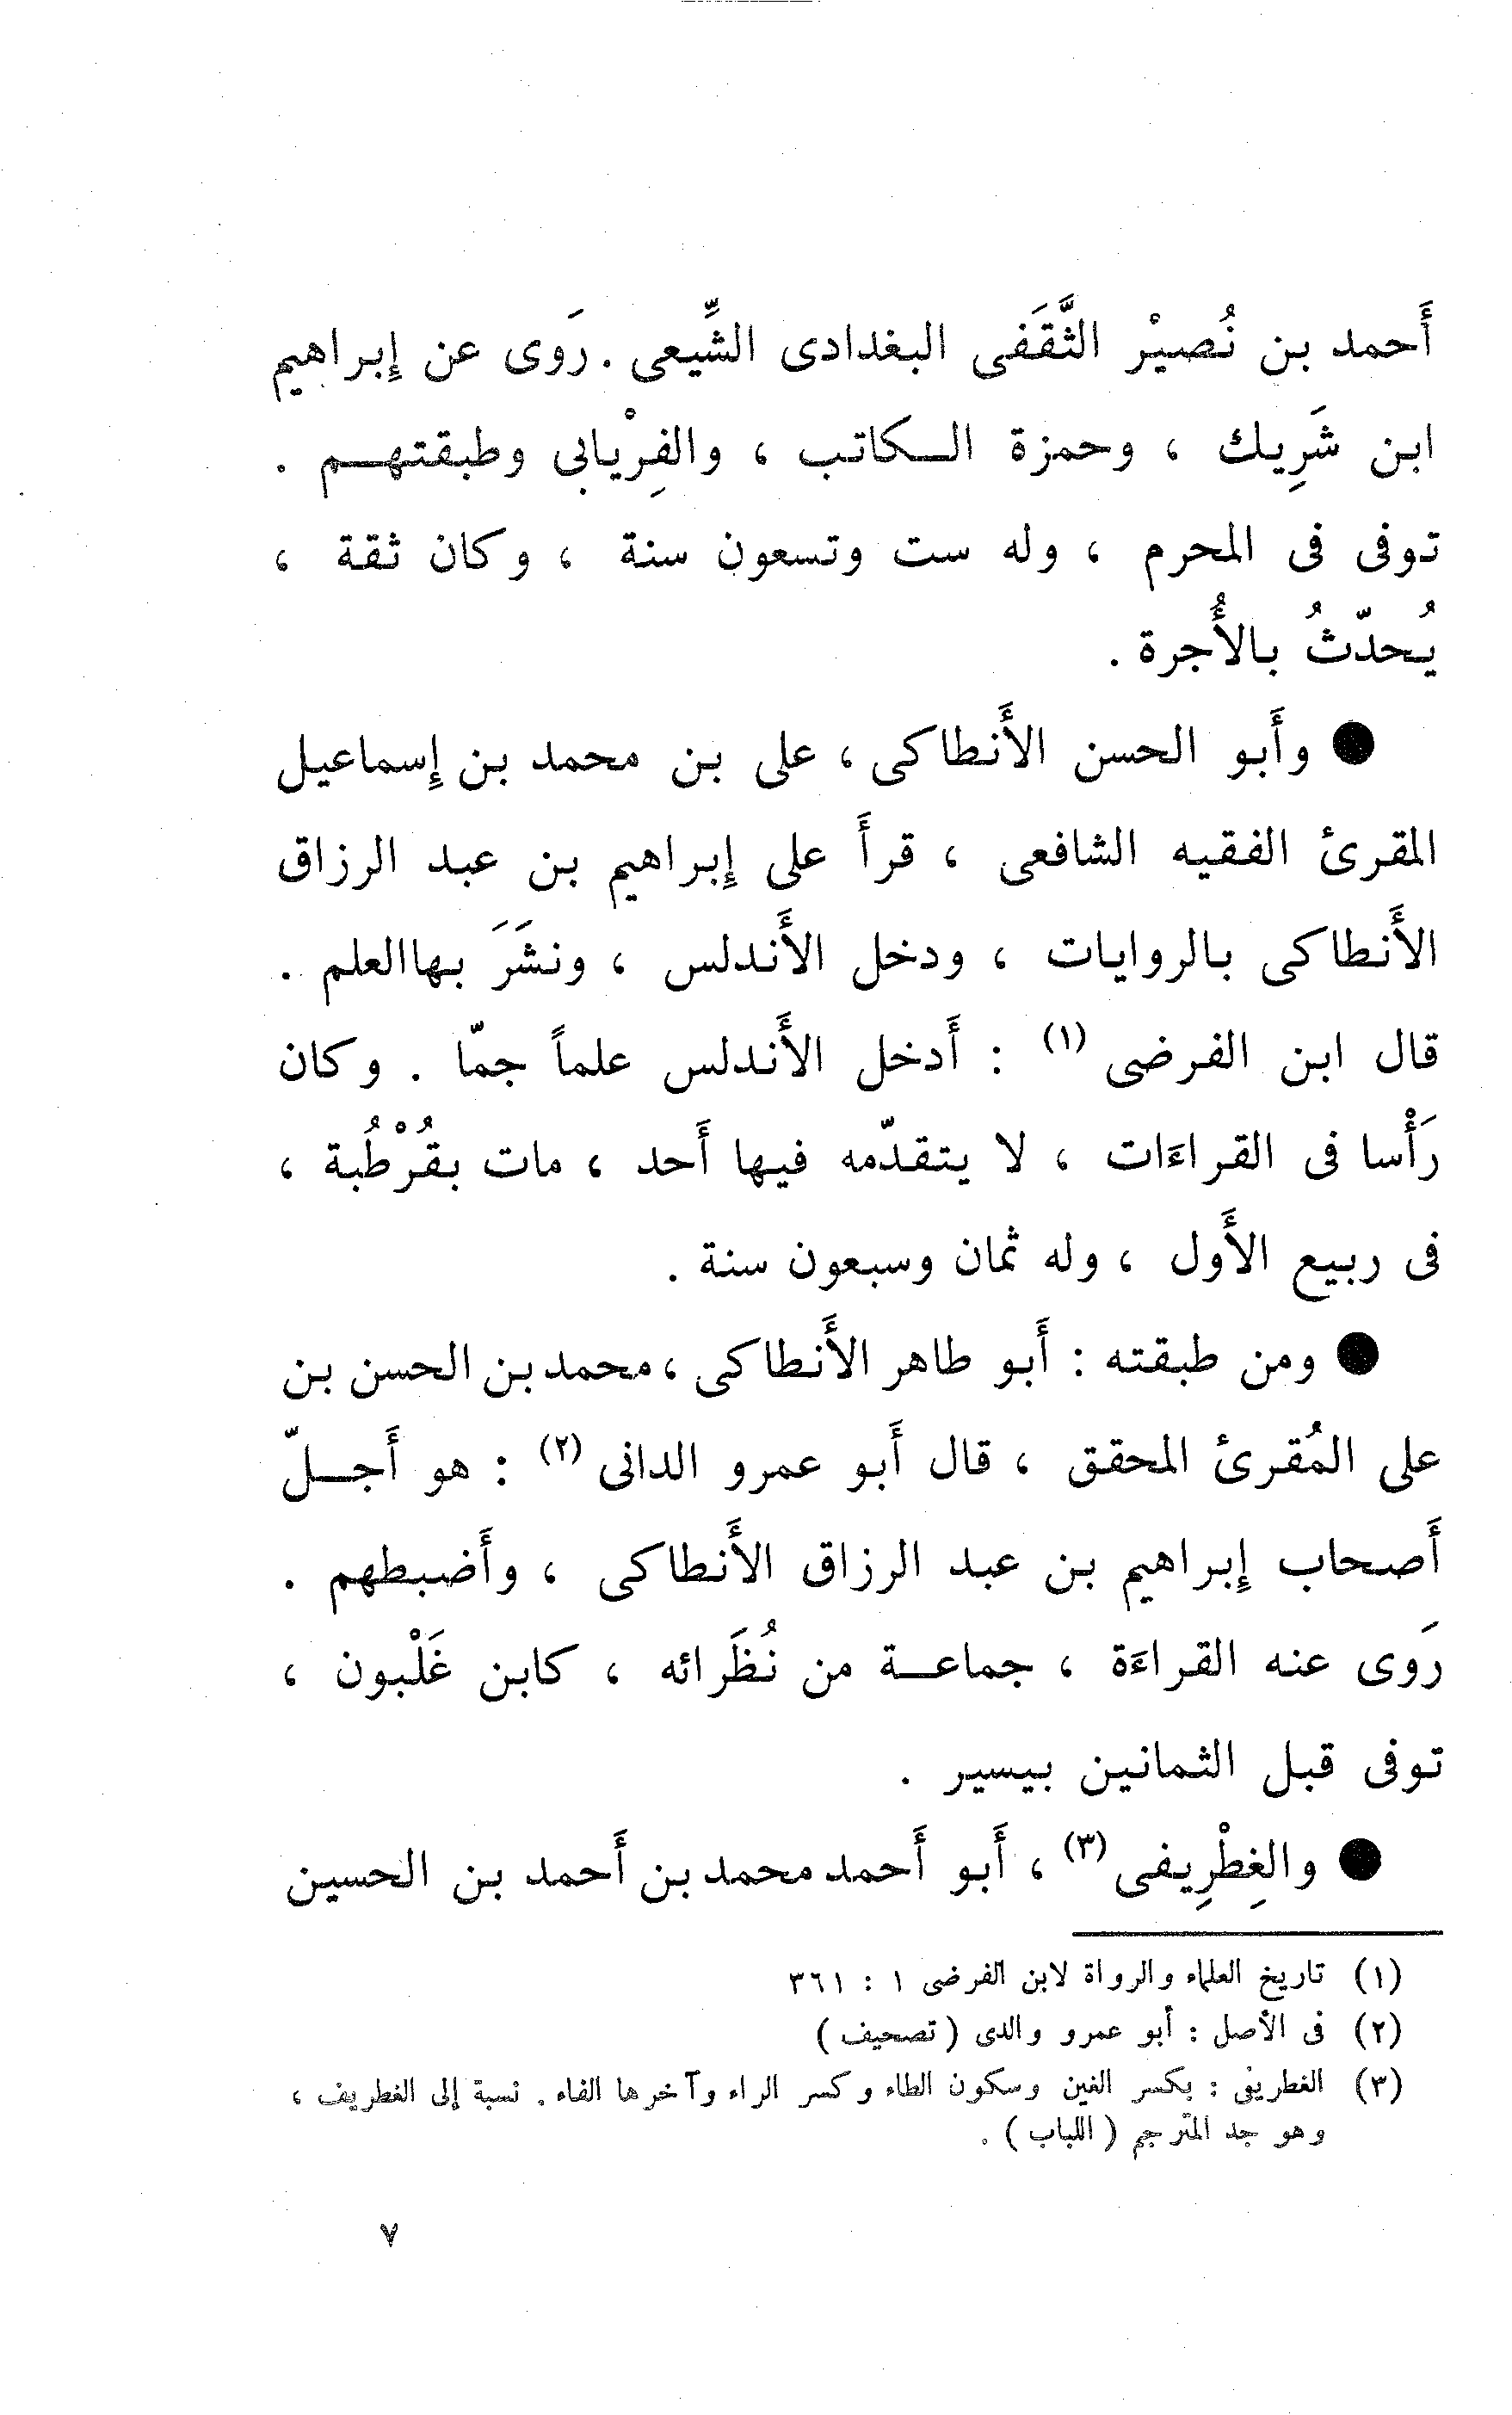 أَحمد بن نُصيْر الثَّقَفى البغدادى الشِّيعى . رَوى عن إِبراهيم
ابن شَرِيك ، وحمزة الكاتب ، والفِرْيابى وطبقتهم .
توفى فى المحرم ، وله ست وتسعون سنة ، وكان ثقة ،
يُحدّثُ بالأُجرة .
● وأَبو الحسن الأَنطاكى ، على بن محمد بن إِسماعيل
المقرئ الفقيه الشافعى ، قرأَ على إِبراهيم بن عبد الرزاق
الأَنطاكى بالروايات ، ودخل الأَندلس ، ونشَرَ بها العلم .
قال ابن الفرضى (١) : أَدخل الأَندلس علماً جمّا . وكان
رَأْسا فى القراءَات ، لا يتقدّمه فيها أَحد ، مات بقُرْطُبة ،
فى ربيع الأَول ، وله ثمان وسبعون سنة .
● ومن طبقته : أَبو طاهر الأَنطاكى ، محمد بن الحسن بن
على المُقرئ المحقق ، قال أَبو عمرو الدانى (٢) : هو أَجلّ
أَصحاب إِبراهيم بن عبد الرزاق الأَنطاكى ، وأَضبطهم .
رَوى عنه القراءَة ، جماعة من نُظَرائه ، كابن غَلْبون ،
توفى قبل الثمانين بيسير .
● والغِطْرِيفى (٣) ، أَبو أَحمد محمد بن أَحمد بن الحسين
(١) تاريخ العلماء والرواة لابن الفرضى ١ : ٣٦١
(٢) فى الأصل : أبو عمرو والدى ( تصحيف )
(٣) الغطريفى : بكسر الغين وسكون الطاء وكسر الراء وآخرها الفاء . نسبة إلى الغطريف ،
وهو جد المترجم ( اللباب ) .
٧